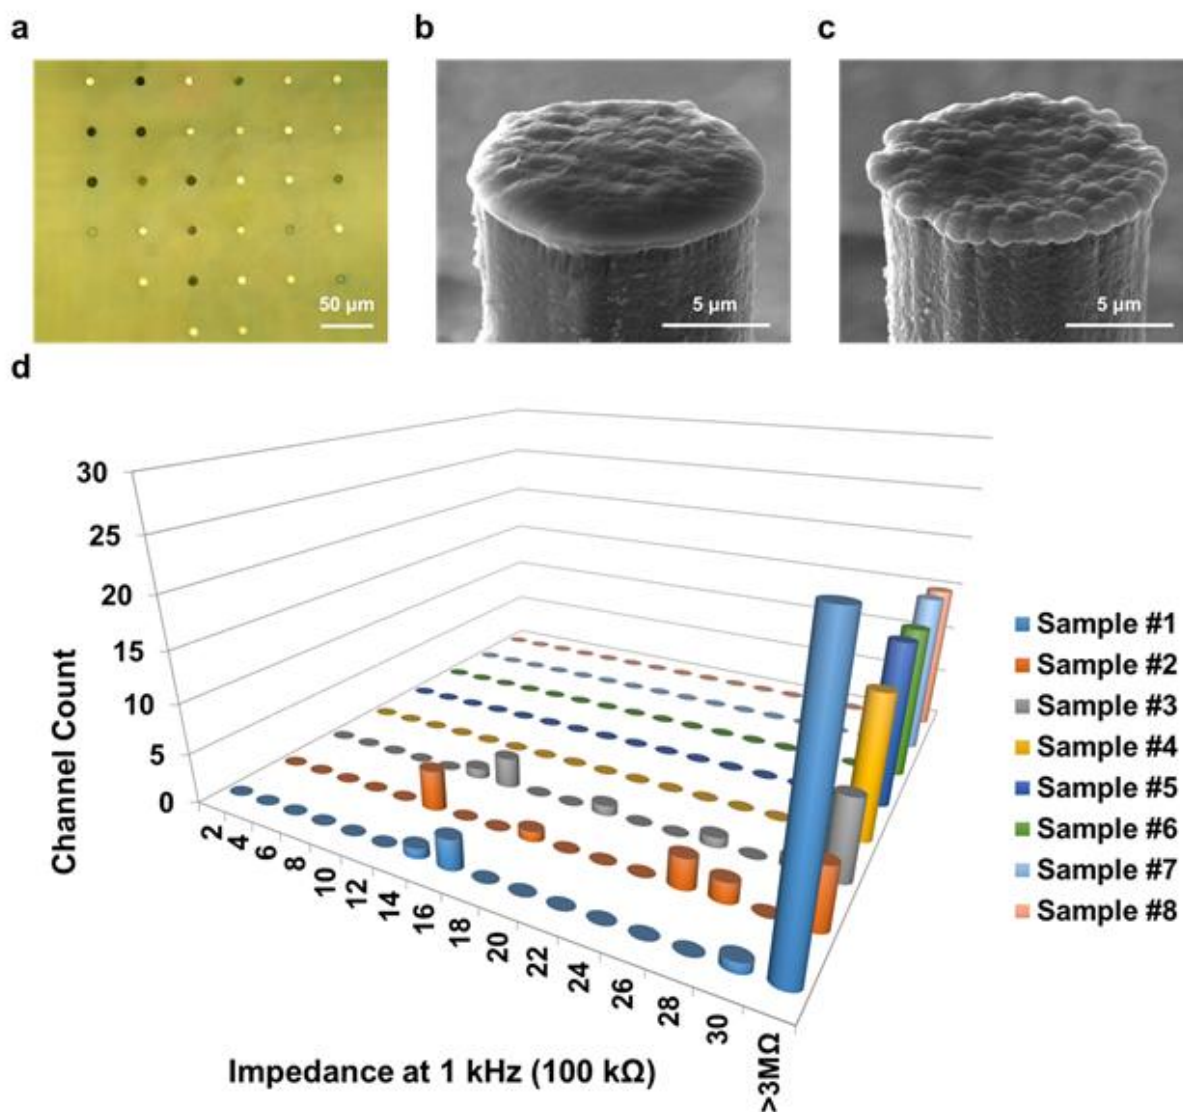 a
b
c
50 µm
5 µm
5 µm
d
30
25
20
15
10
5
0
Channel Count
2
4
6
8
10
12
14
16
18
20
22
24
26
28
30
>3MΩ
Impedance at 1 kHz (100 kΩ)
Sample #1
Sample #2
Sample #3
Sample #4
Sample #5
Sample #6
Sample #7
Sample #8